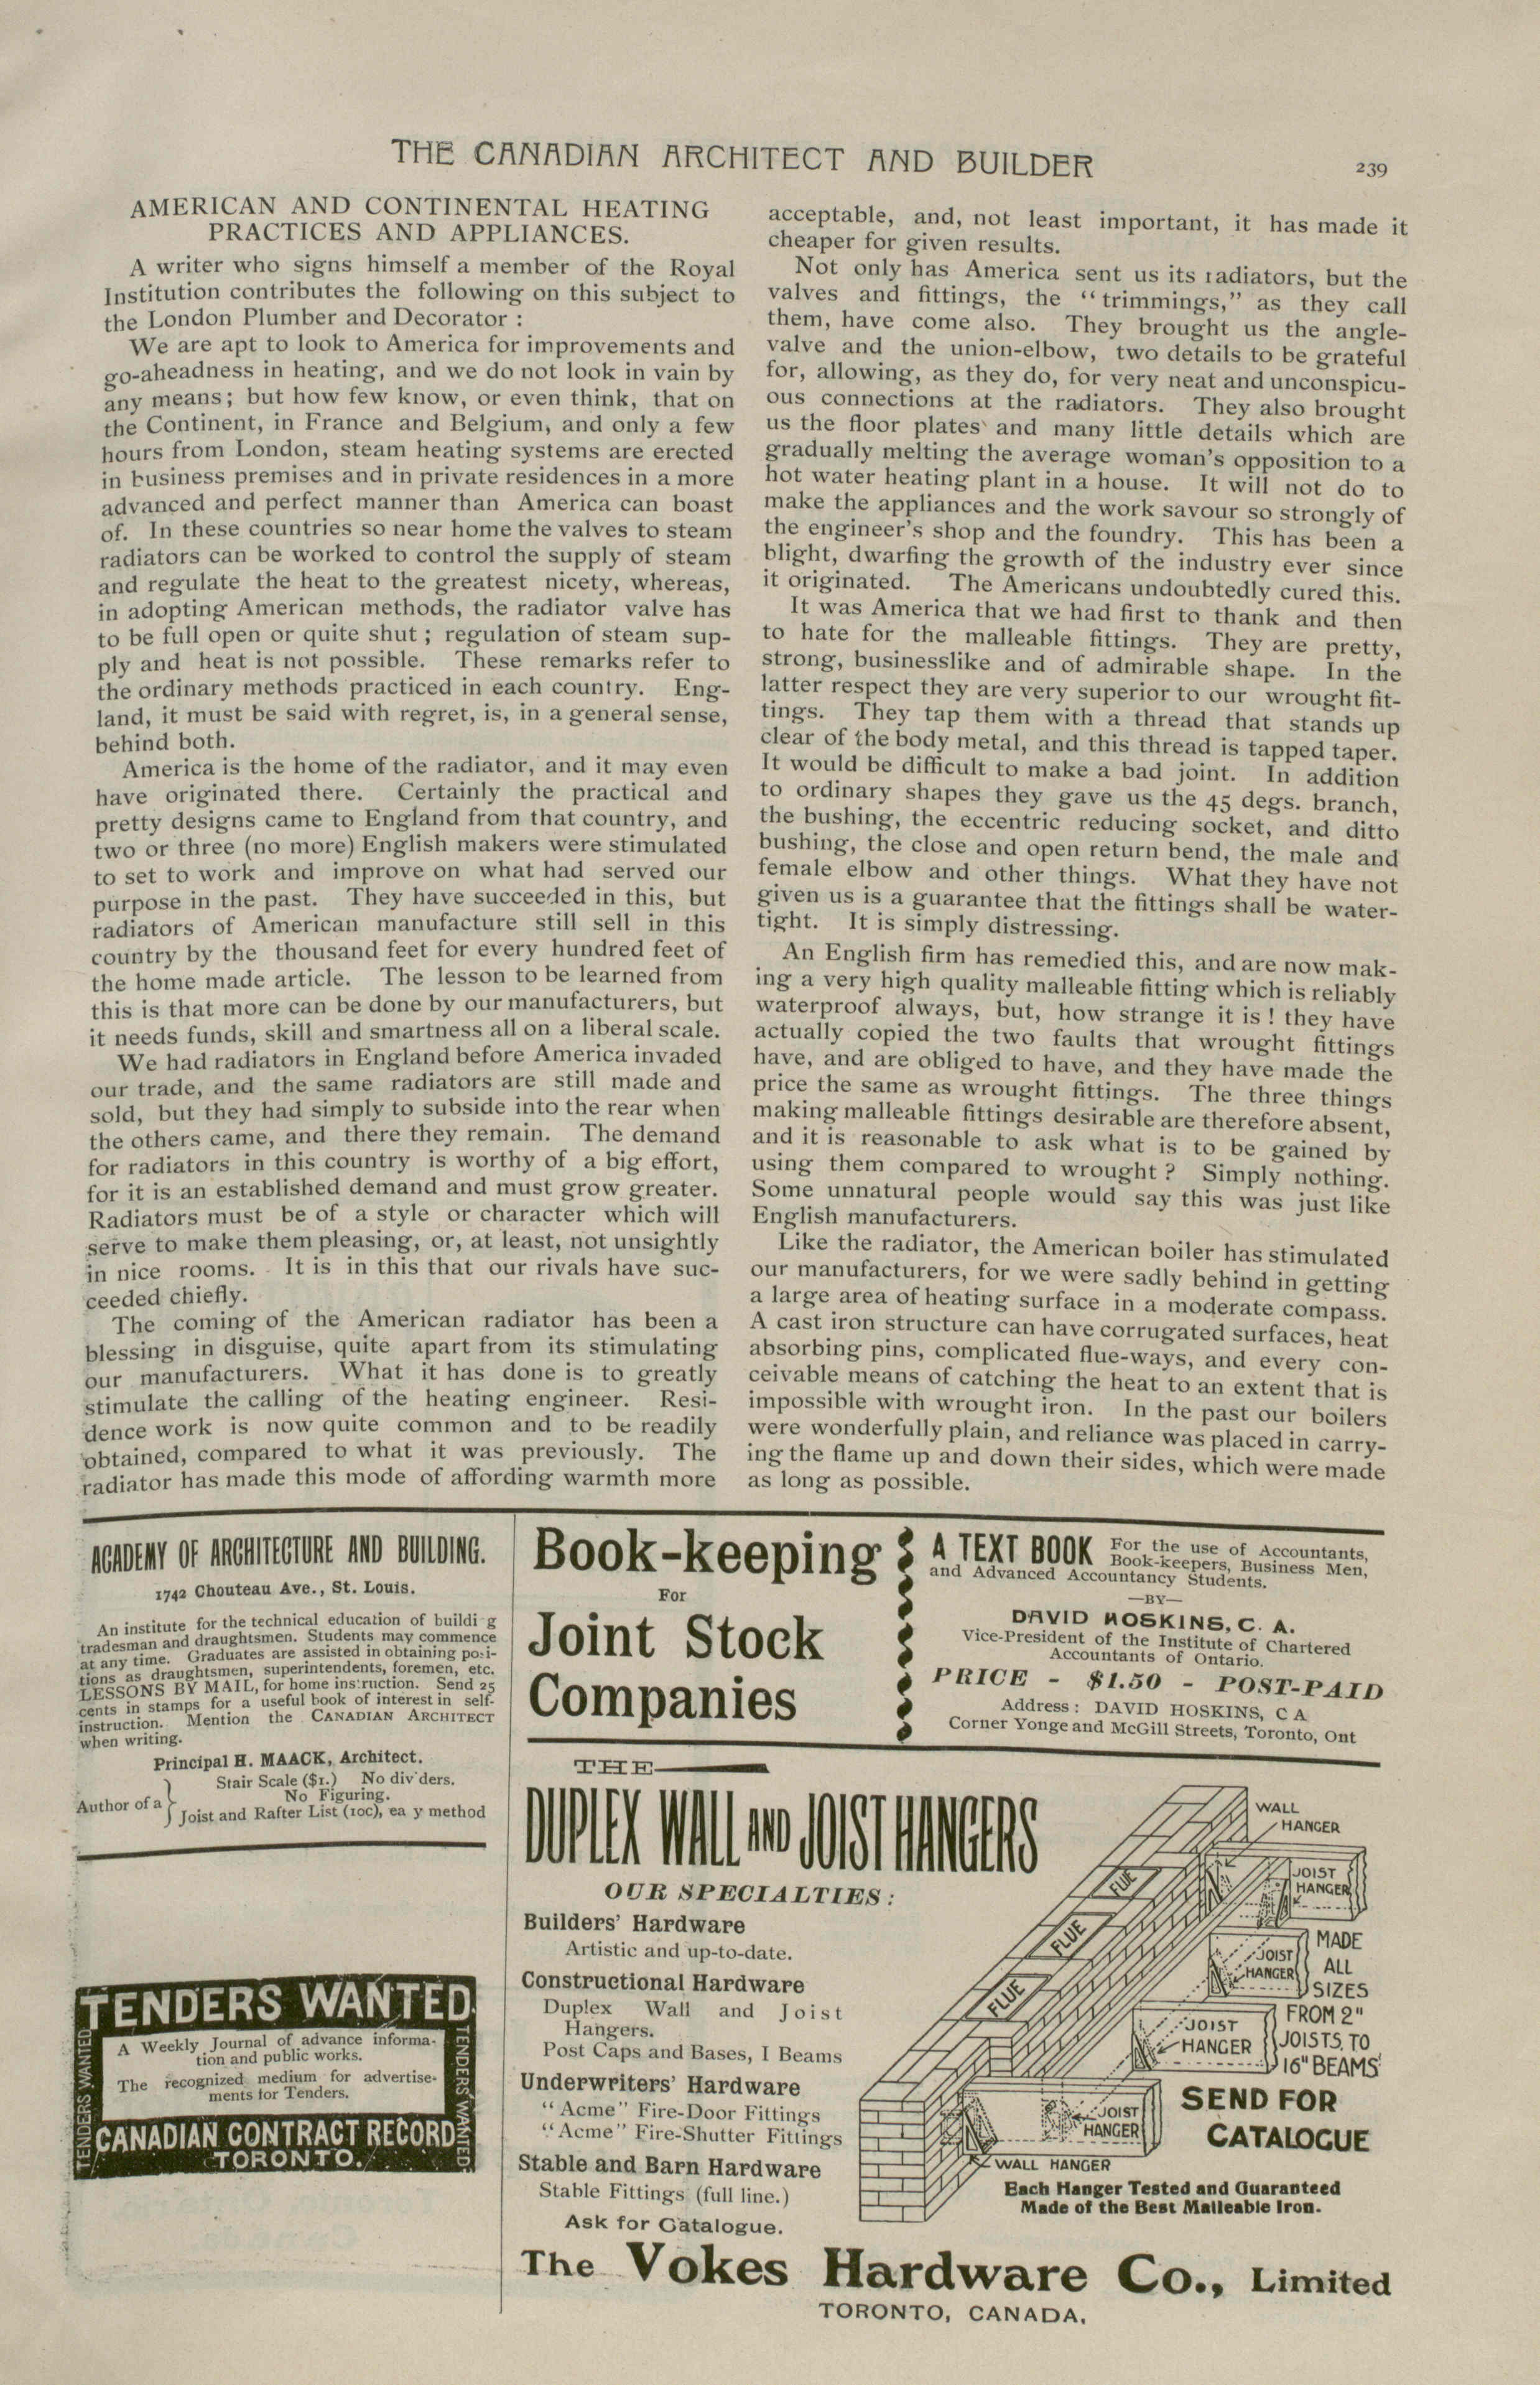 THE CANADIAN ARCHITECT AND BUILDER
239
AMERICAN AND CONTINENTAL HEATING
PRACTICES AND APPLIANCES.
A writer who signs himself a member of the Royal
Institution contributes the following on this subject to
the London Plumber and Decorator :
We are apt to look to America for improvements and
go-aheadness in heating, and we do not look in vain by
any means; but how few know, or even think, that on
the Continent, in France and Belgium, and only a few
hours from London, steam heating systems are erected
in business premises and in private residences in a more
advanced and perfect manner than America can boast
of. In these countries so near home the valves to steam
radiators can be worked to control the supply of steam
and regulate the heat to the greatest nicety, whereas,
in adopting American methods, the radiator valve has
to be full open or quite shut ; regulation of steam sup-
ply and heat is not possible. These remarks refer to
the ordinary methods practiced in each country. Eng-
land, it must be said with regret, is, in a general sense,
behind both.
America is the home of the radiator, and it may even
have originated there. Certainly the practical and
pretty designs came to England from that country, and
two or three (no more) English makers were stimulated
to set to work and improve on what had served our
purpose in the past. They have succeeded in this, but
radiators of American manufacture still sell in this
country by the thousand feet for every hundred feet of
the home made article. The lesson to be learned from
this is that more can be done by our manufacturers, but
it needs funds, skill and smartness all on a liberal scale.
We had radiators in England before America invaded
our trade, and the same radiators are still made and
sold, but they had simply to subside into the rear when
the others came, and there they remain. The demand
for radiators in this country is worthy of a big effort,
for it is an established demand and must grow greater.
Radiators must be of a style or character which will
serve to make them pleasing, or, at least, not unsightly
in nice rooms. It is in this that our rivals have suc-
ceeded chiefly.
The coming of the American radiator has been a
blessing in disguise, quite apart from its stimulating
our manufacturers. What it has done is to greatly
stimulate the calling of the heating engineer. Resi-
dence work is now quite common and to be readily
obtained, compared to what it was previously. The
radiator has made this mode of affording warmth more
acceptable, and, not least important, it has made it
cheaper for given results.
Not only has America sent us its radiators, but the
valves and fittings, the "trimmings," as they call
them, have come also. They brought us the angle-
valve and the union-elbow, two details to be grateful
for, allowing, as they do, for very neat and unconspicu-
ous connections at the radiators. They also brought
us the floor plates and many little details which are
gradually melting the average woman's opposition to a
hot water heating plant in a house. It will not do to
make the appliances and the work savour so strongly of
the engineer's shop and the foundry. This has been a
blight, dwarfing the growth of the industry ever since
it originated. The Americans undoubtedly cured this.
It was America that we had first to thank and then
to hate for the malleable fittings. They are pretty,
strong, businesslike and of admirable shape. In the
latter respect they are very superior to our wrought fit-
tings. They tap them with a thread that stands up
clear of the body metal, and this thread is tapped taper.
It would be difficult to make a bad joint. In addition
to ordinary shapes they gave us the 45 degs. branch,
the bushing, the eccentric reducing socket, and ditto
bushing, the close and open return bend, the male and
female elbow and other things. What they have not
given us is a guarantee that the fittings shall be water-
tight. It is simply distressing.
An English firm has remedied this, and are now mak-
ing a very high quality malleable fitting which is reliably
waterproof always, but, how strange it is ! they have
actually copied the two faults that wrought fittings
have, and are obliged to have, and they have made the
price the same as wrought fittings. The three things
making malleable fittings desirable are therefore absent,
and it is reasonable to ask what is to be gained by
using them compared to wrought ? Simply nothing.
Some unnatural people would say this was just like
English manufacturers.
Like the radiator, the American boiler has stimulated
our manufacturers, for we were sadly behind in getting
a large area of heating surface in a moderate compass.
A cast iron structure can have corrugated surfaces, heat
absorbing pins, complicated flue-ways, and every con-
ceivable means of catching the heat to an extent that is
impossible with wrought iron. In the past our boilers
were wonderfully plain, and reliance was placed in carry-
ing the flame up and down their sides, which were made
as long as possible.
ACADEMY OF ARCHITECTURE AND BUILDING.
1742 Chouteau Ave., St. Louis.
An institute for the technical education of buildi g
tradesman and draughtsmen. Students may commence
at any time. Graduates are assisted in obtaining posi-
tions as draughtsmen, superintendents, foremen, etc.
LESSONS BY MAIL, for home instruction. Send 25
cents in stamps for a useful book of interest in self-
instruction. Mention the CANADIAN ARCHITECT
when writing.
Principal H. MAACK, Architect.
Author of a
Stair Scale ($1.) No div ders.
No Figuring.
Joist and Rafter List (10c), ea y method
TENDERS WANTED
TENDERS WANTED
A Weekly Journal of advance informa-
tion and public works.
The recognized medium for advertise-
ments for Tenders.
TENDERS WANTED
CANADIAN CONTRACT RECORD
TORONTO.
Book-keeping
For
Joint Stock
Companies
A TEXT BOOK For the use of Accountants,
Book-keepers, Business Men,
and Advanced Accountancy Students.
—BY—
DAVID HOSKINS, C. A.
Vice-President of the Institute of Chartered
Accountants of Ontario.
PRICE - $1.50 - POST-PAID
Address : DAVID HOSKINS, C A
Corner Yonge and McGill Streets, Toronto, Ont
THE
DUPLEX WALL AND JOIST HANGERS
OUR SPECIALTIES:
Builders' Hardware
Artistic and up-to-date.
Constructional Hardware
Duplex Wall and Joist
Hangers.
Post Caps and Bases, I Beams
Underwriters' Hardware
"Acme" Fire-Door Fittings
"Acme" Fire-Shutter Fittings
Stable and Barn Hardware
Stable Fittings (full line.)
Ask for Catalogue.
WALL
HANGER
FLUE
JOIST
HANGER
FLUE
JOIST
HANGER
FLUE
JOIST
HANGER
JOIST
HANGER
WALL HANGER
MADE
ALL
SIZES
FROM 2"
JOISTS TO
16" BEAMS
SEND FOR
CATALOGUE
Each Hanger Tested and Guaranteed
Made of the Best Malleable Iron.
The Vokes Hardware Co., Limited
TORONTO, CANADA.